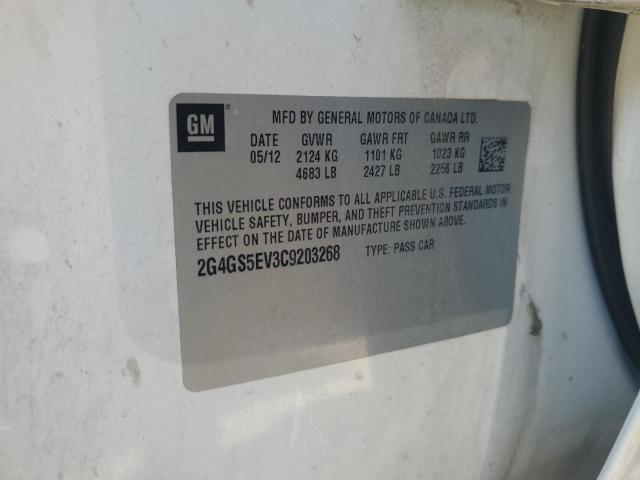 GM
MFD BY GENERAL MOTORS OF CANADA LTD.
DATE GVWR GAWR FRT GAWR RR
05/12 2124 KG 1101 KG 1023 KG
4683 LB 2427 LB 2256 LB
THIS VEHICLE CONFORMS TO ALL APPLICABLE U.S. FEDERAL MOTOR
VEHICLE SAFETY, BUMPER, AND THEFT PREVENTION STANDARDS IN
EFFECT ON THE DATE OF MANUFACTURE SHOWN ABOVE.
2G4GS5EV3C9203268 TYPE: PASS CAR